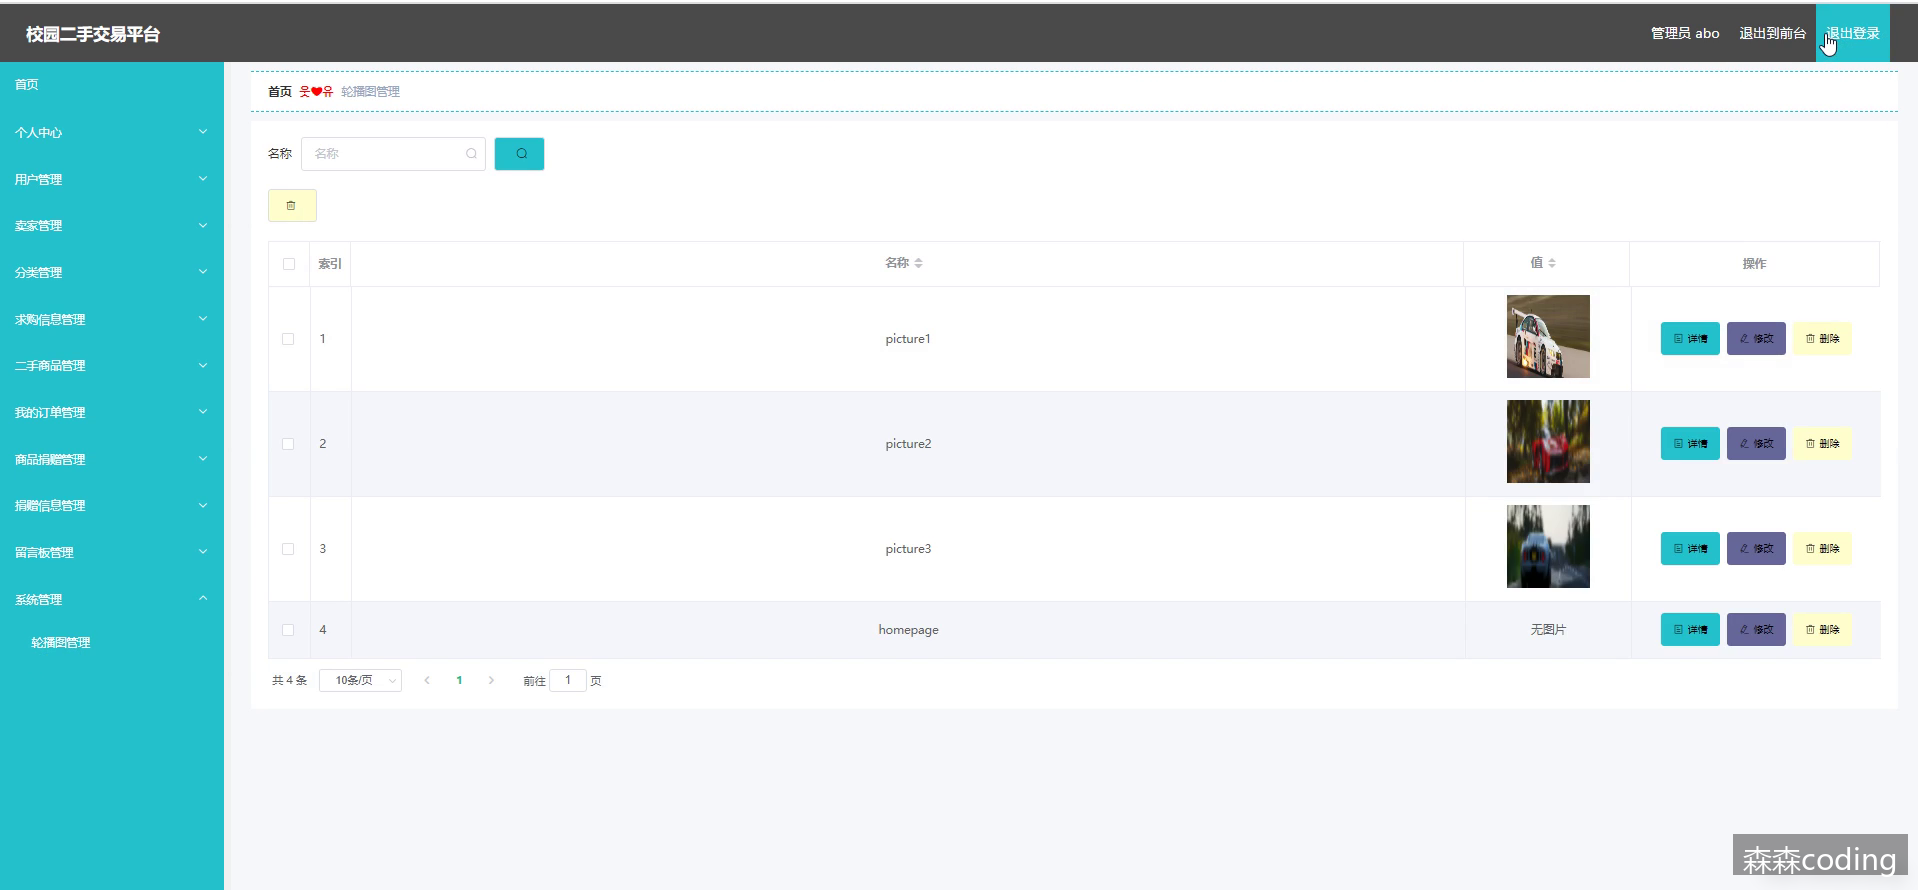 校园二手交易平台
管理员 abo 退出到前台 退出登录
首页
个人中心
用户管理
卖家管理
分类管理
求购信息管理
二手商品管理
我的订单管理
商品捐赠管理
捐赠信息管理
留言板管理
系统管理
轮播图管理
首页 웃❤유 轮播图管理
名称 名称
索引 名称 值 操作
1 picture1 详情 修改 删除
2 picture2 详情 修改 删除
3 picture3 详情 修改 删除
4 homepage 无图片 详情 修改 删除
共 4 条 10条/页 1 前往 1 页
森森coding